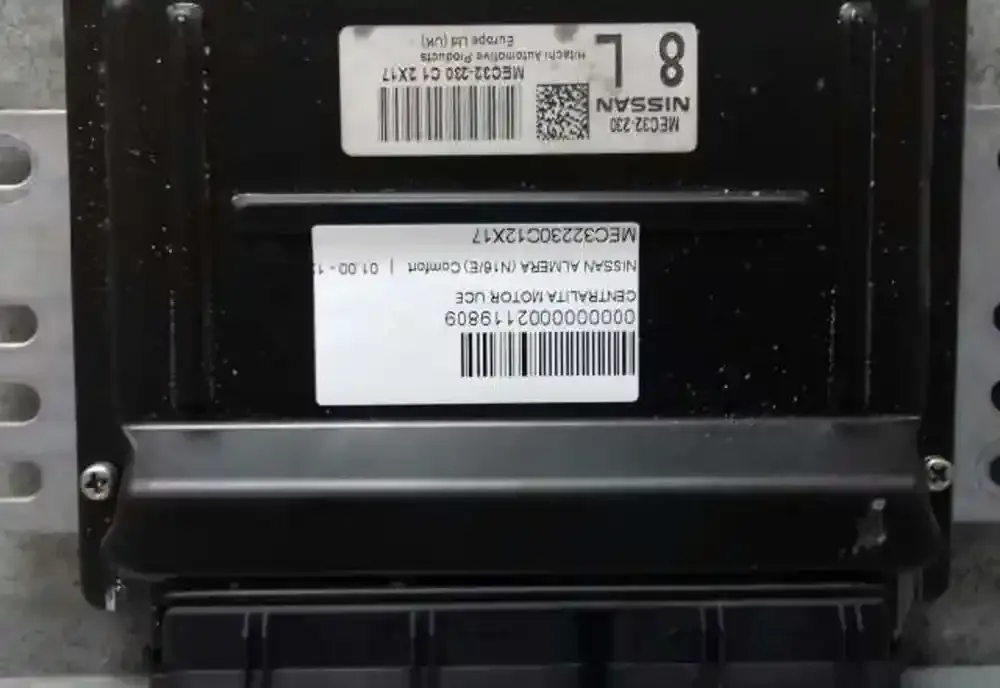 0000000002119809
CENTRALITA MOTOR UCE
NISSAN ALMERA (N16/E) Comfort | 01.00 - 1
MEC32230C12X17
MEC32-230
NISSAN
MEC32-230 C1 2X17
Hitachi Automotive Products
Europe Ltd (UK)
8 L